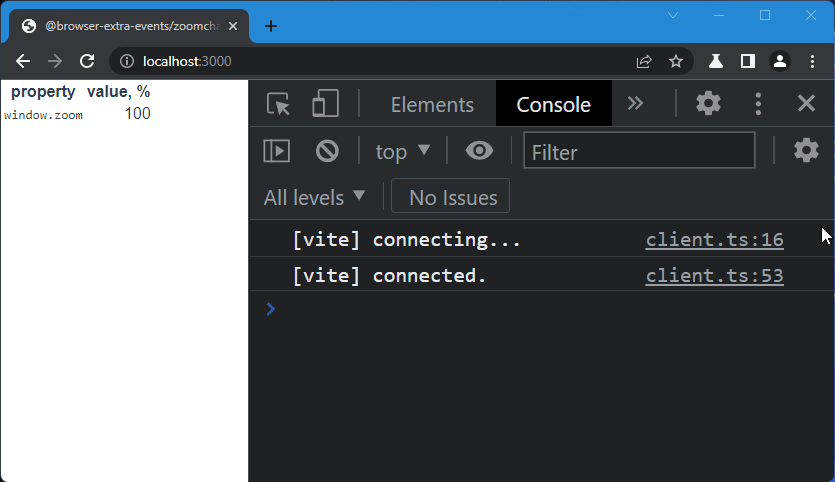 @browser-extra-events/zoomcha
localhost:3000
property value, %
window.zoom 100
Elements Console
top Filter
All levels No Issues
[vite] connecting... client.ts:16
[vite] connected. client.ts:53